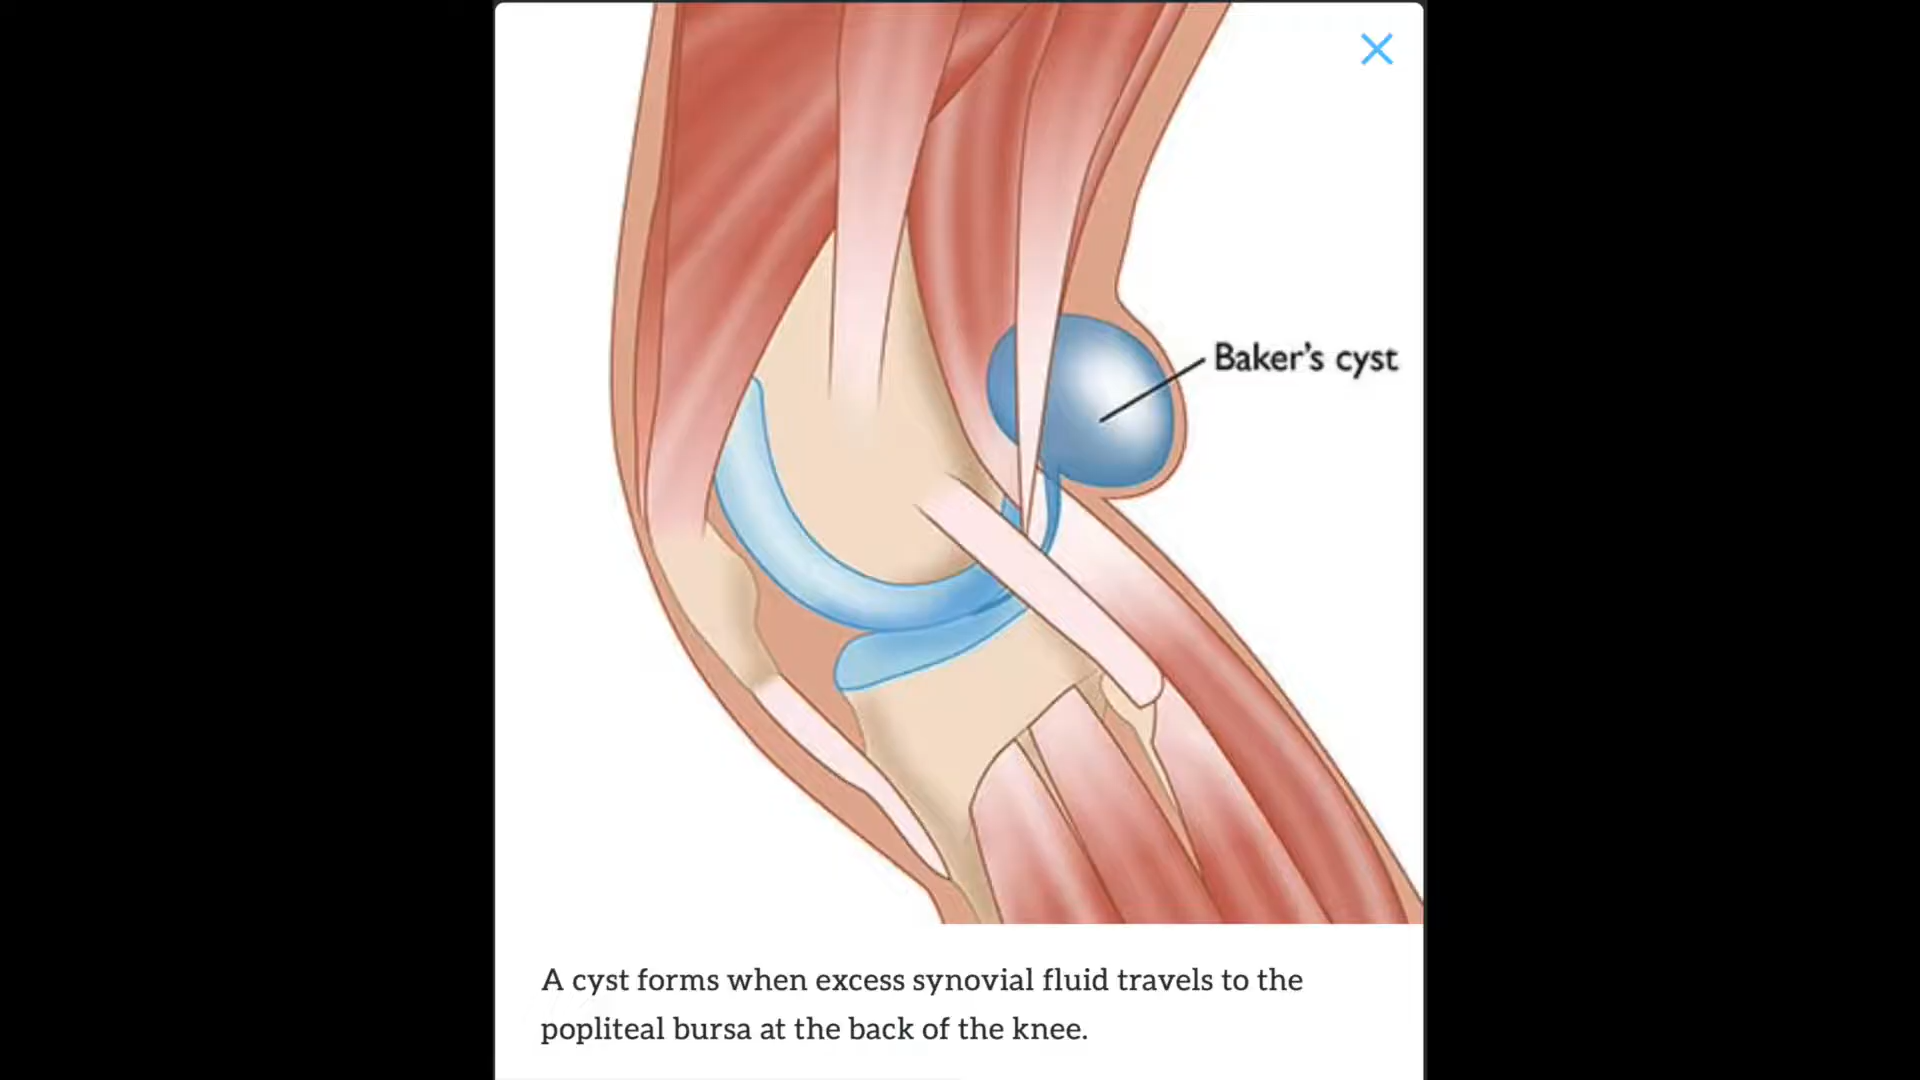 Baker's cyst
A cyst forms when excess synovial fluid travels to the
popliteal bursa at the back of the knee.